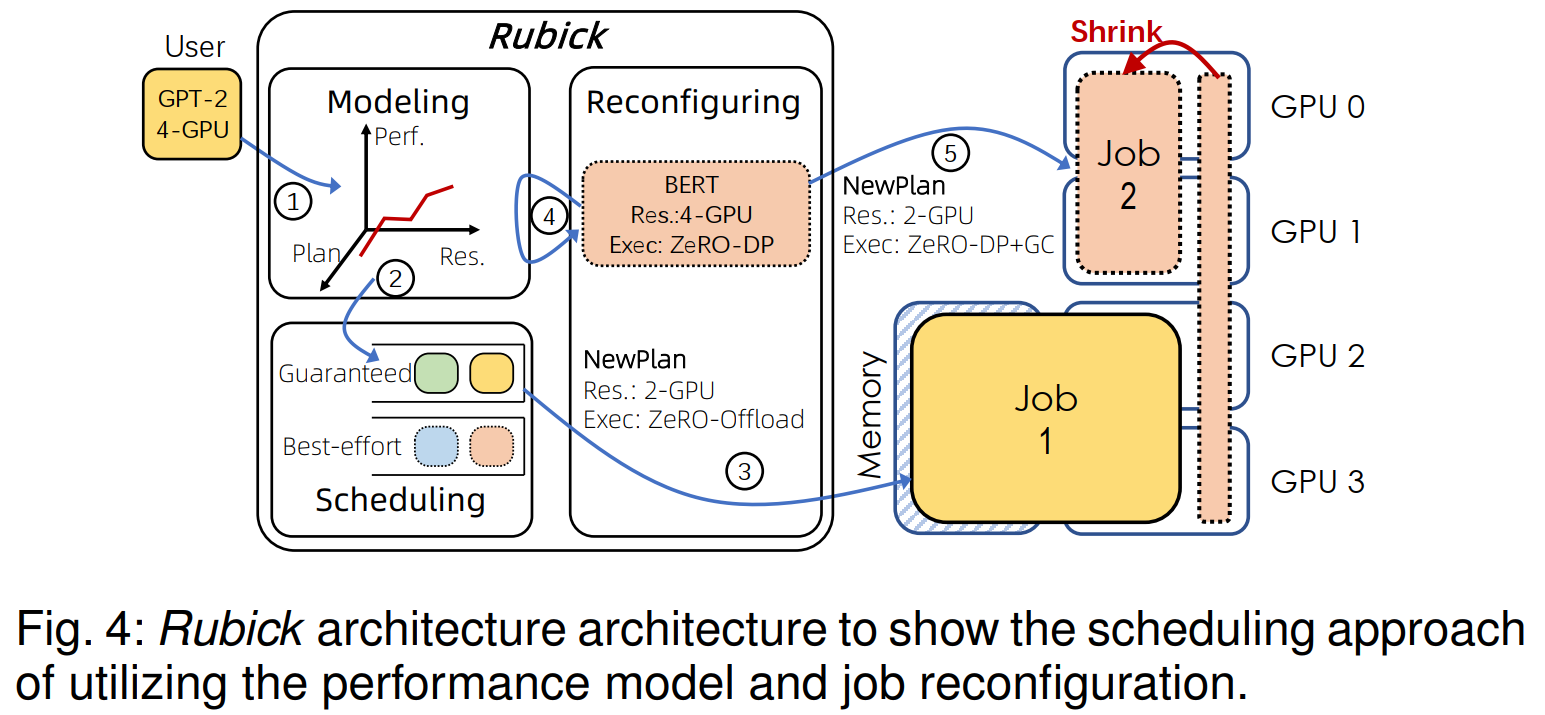 Rubick
User
GPT-2
4-GPU
①
Modeling
Perf.
Plan
Res.
②
Guaranteed
Best-effort
Scheduling
Reconfiguring
④
BERT
Res.:4-GPU
Exec: ZeRO-DP
NewPlan
Res.: 2-GPU
Exec: ZeRO-Offload
③
⑤
NewPlan
Res.: 2-GPU
Exec: ZeRO-DP+GC
Shrink
Job
2
Memory
Job
1
GPU 0
GPU 1
GPU 2
GPU 3
Fig. 4: Rubick architecture architecture to show the scheduling approach
of utilizing the performance model and job reconfiguration.